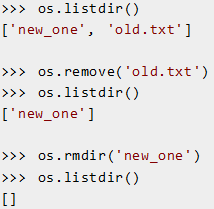 >>> os.listdir()
['new_one', 'old.txt']
>>> os.remove('old.txt')
>>> os.listdir()
['new_one']
>>> os.rmdir('new_one')
>>> os.listdir()
[]